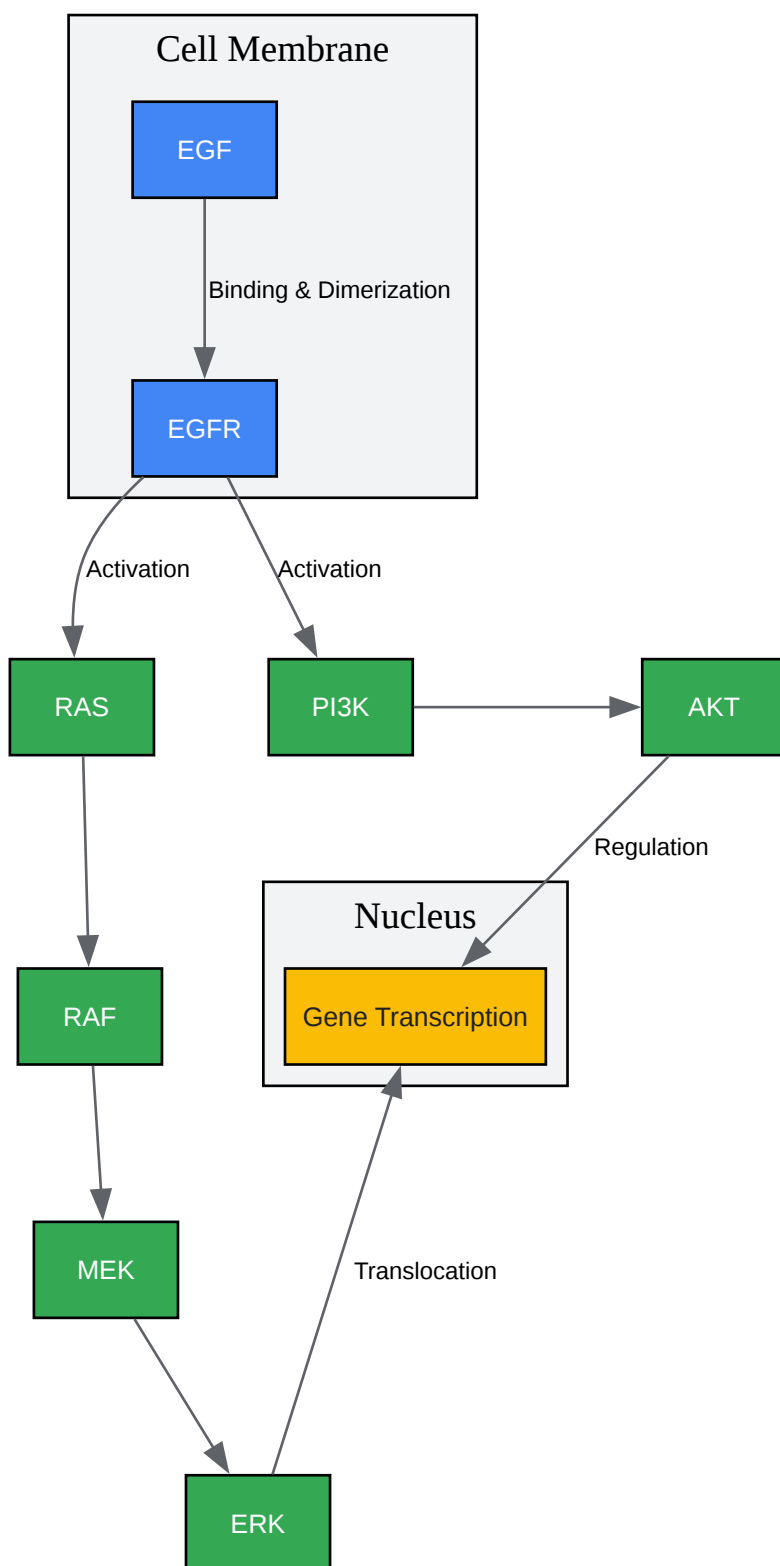 Cell Membrane
EGF
Binding & Dimerization
EGFR
Activation
Activation
RAS
PI3K
AKT
Regulation
Nucleus
Gene Transcription
RAF
MEK
Translocation
ERK